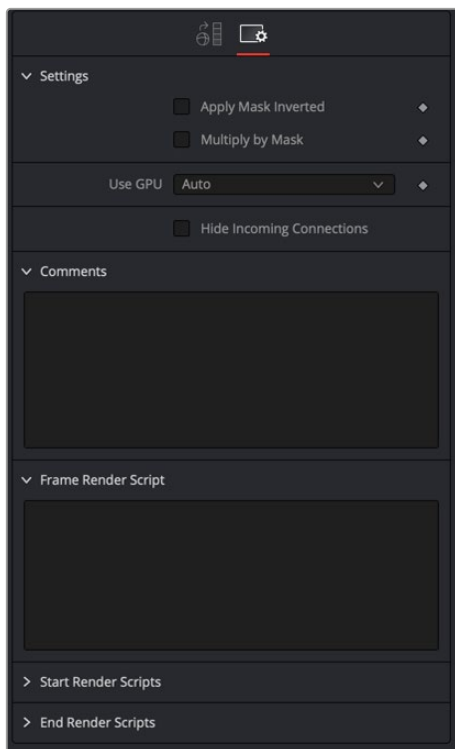 Settings
Apply Mask Inverted
Multiply by Mask
Use GPU Auto
Hide Incoming Connections
Comments
Frame Render Script
Start Render Scripts
End Render Scripts